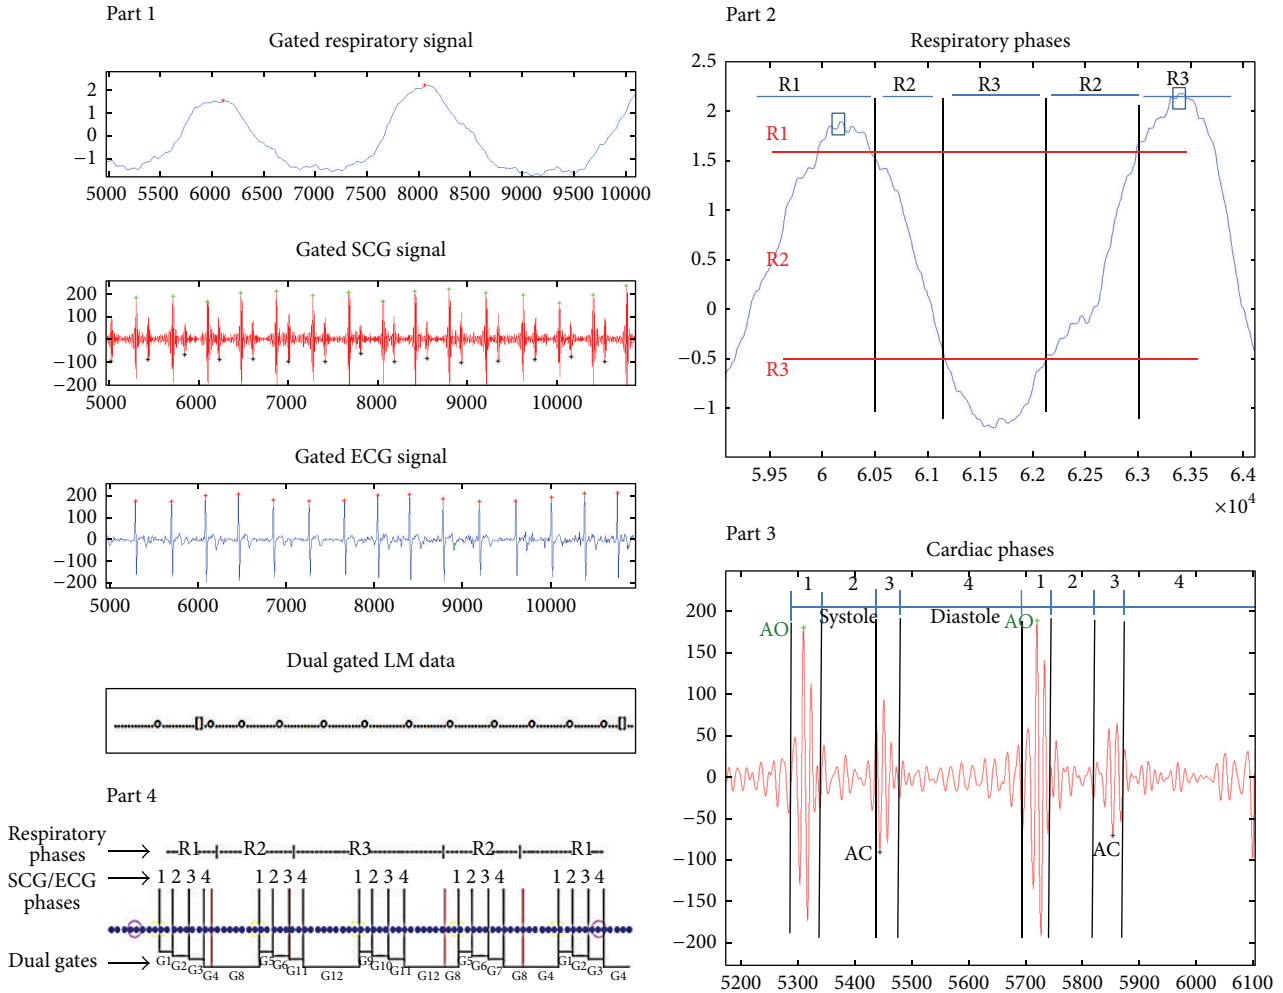 Part 1
Gated respiratory signal
2
1
0
−1
5000 5500 6000 6500 7000 7500 8000 8500 9000 9500 10000
Gated SCG signal
200
100
0
−100
−200
5000 6000 7000 8000 9000 10000
Gated ECG signal
200
100
0
−100
−200
5000 6000 7000 8000 9000 10000
Dual gated LM data
Part 2
Respiratory phases
2.5
2
1.5
1
0.5
0
−0.5
−1
R1 R2 R3 R2 R3
R1
R2
R3
5.95 6 6.05 6.1 6.15 6.2 6.25 6.3 6.35 6.4
×10⁴
Part 3
Cardiac phases
1 2 3 4 1 2 3 4
Systole Diastole
AO AO
AC AC
200
150
100
50
0
−50
−100
−150
−200
5200 5300 5400 5500 5600 5700 5800 5900 6000 6100
Part 4
Respiratory phases
R1 R2 R3 R2 R1
SCG/ECG phases
1 2 3 4 1 2 3 4 1 2 3 4 1 2 3 4 1 2 3 4
Dual gates
G1 G2 G3 G4 G8 G5 G6 G11 G12 G9 G10 G11 G12 G8 G5 G6 G7 G8 G4 G1 G2 G3 G4